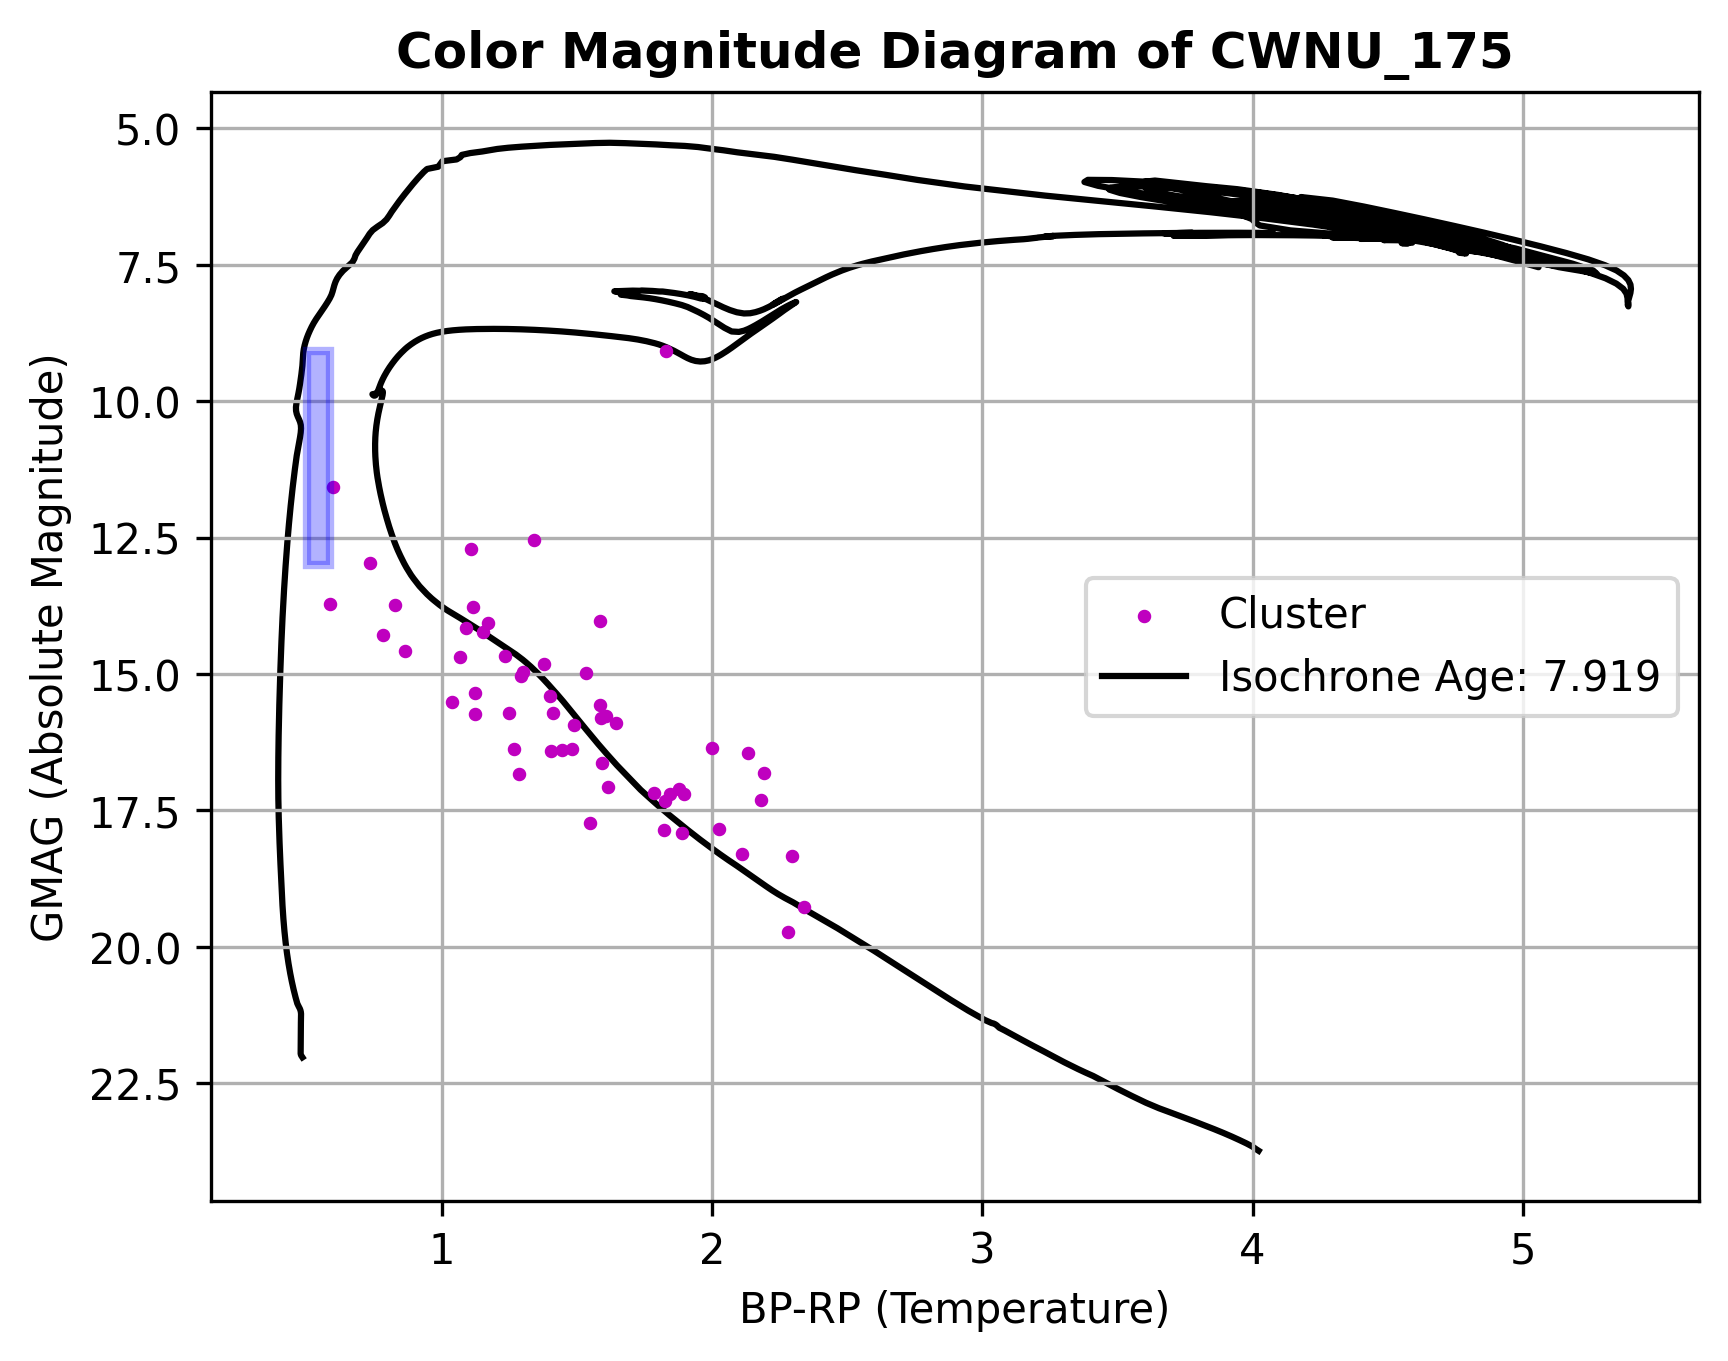 Color Magnitude Diagram of CWNU_175
GMAG (Absolute Magnitude)
5.0
7.5
10.0
12.5
15.0
17.5
20.0
22.5
Cluster
Isochrone Age: 7.919
1 2 3 4 5
BP-RP (Temperature)